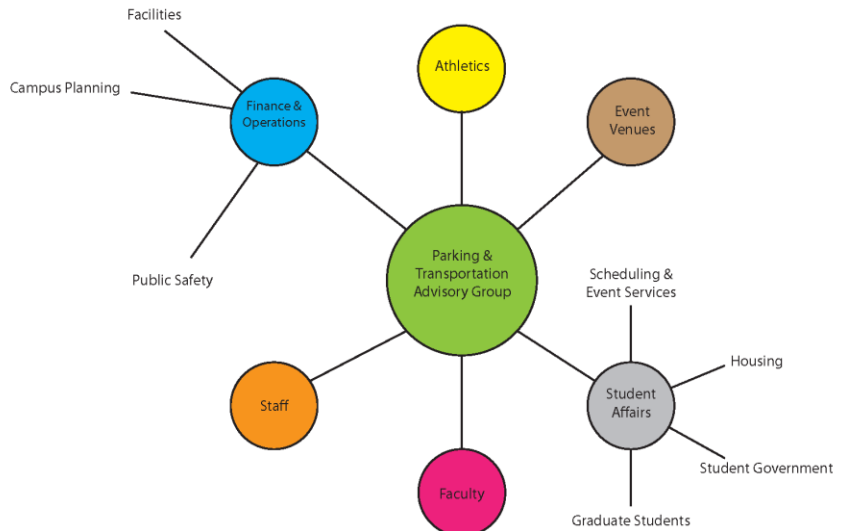 Facilities
Athletics
Campus Planning
Finance &
Operations
Event
Venues
Parking &
Transportation
Advisory Group
Public Safety
Scheduling &
Event Services
Housing
Staff
Student
Affairs
Student Government
Faculty
Graduate Students